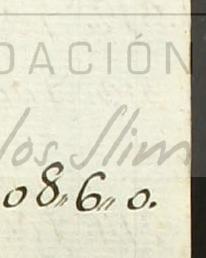 DACIÓN
los Slim
08,,6,,0.